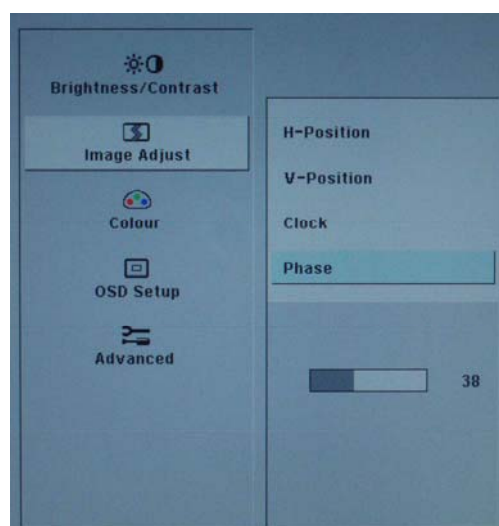 Brightness/Contrast
Image Adjust
Colour
OSD Setup
Advanced
H-Position
V-Position
Clock
Phase
38